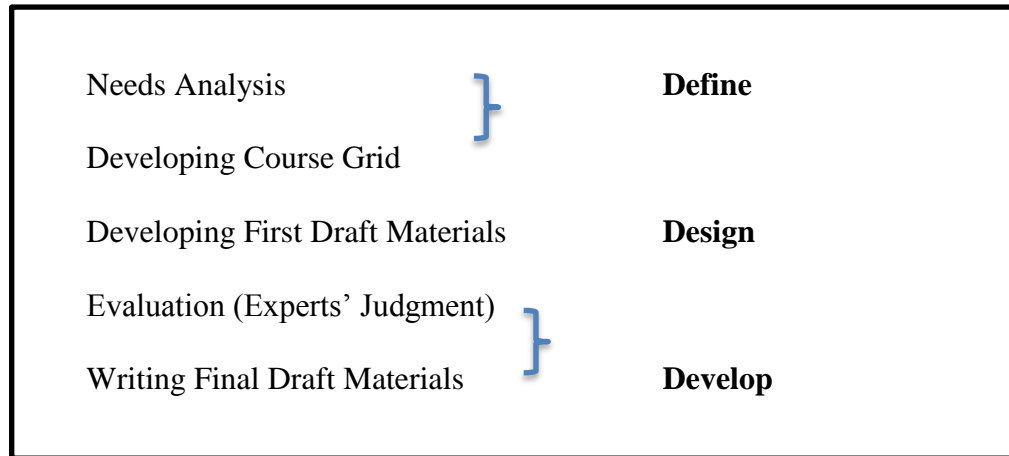 Needs Analysis Define
Developing Course Grid
Developing First Draft Materials Design
Evaluation (Experts’ Judgment)
Writing Final Draft Materials Develop